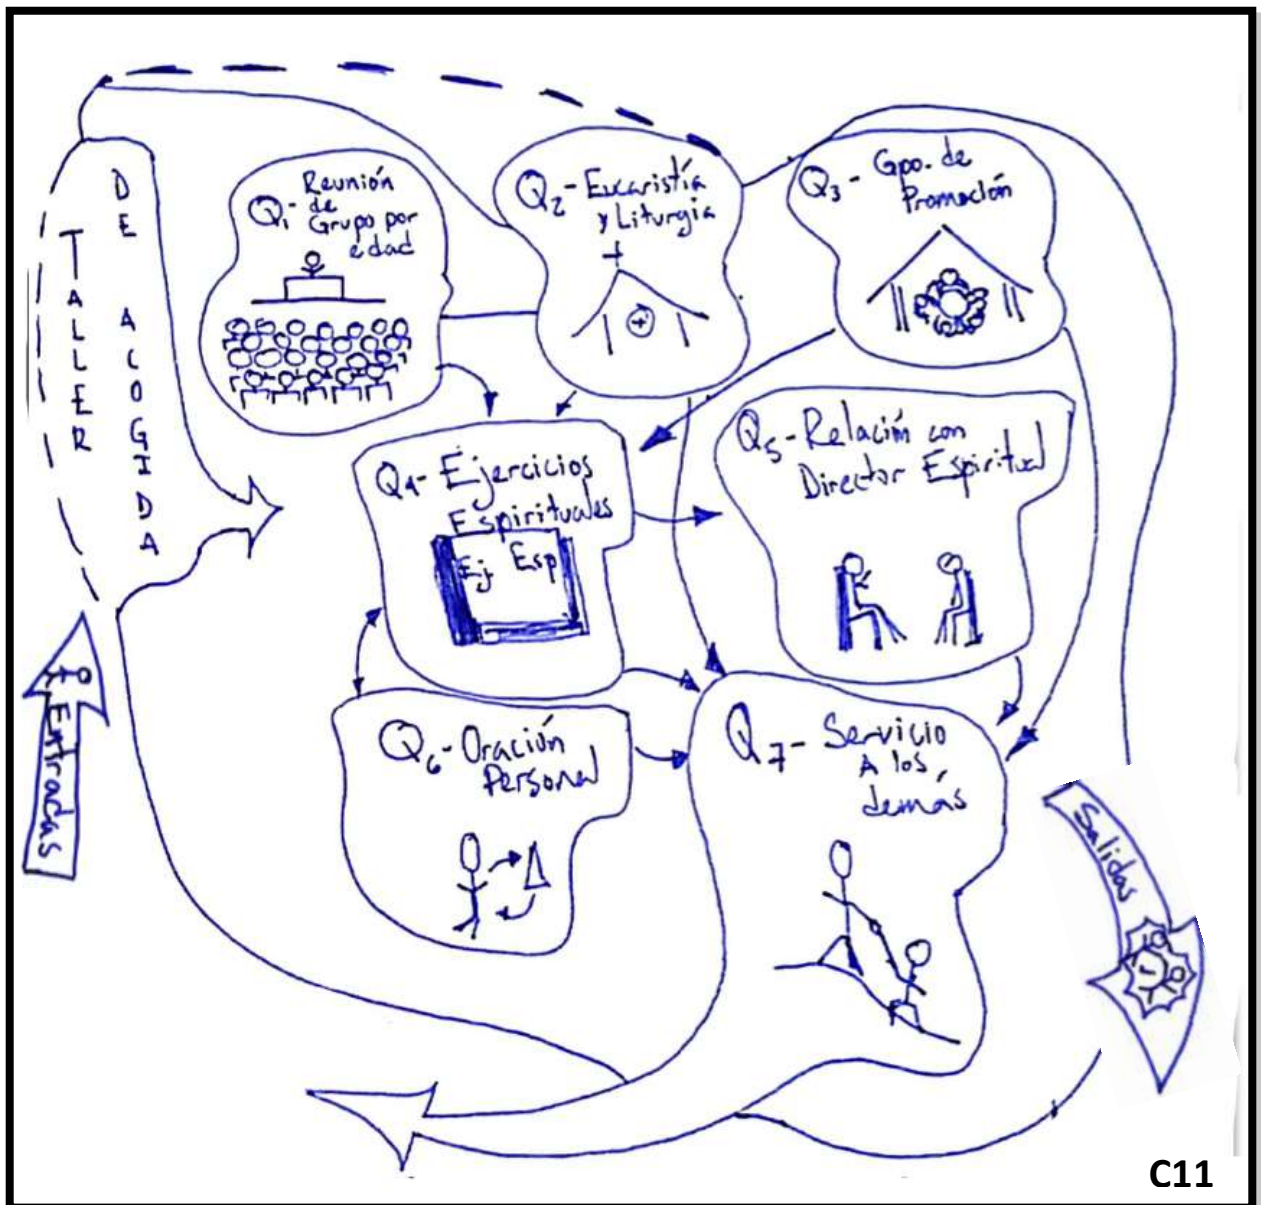 TALLER
DE ACOGIDA
Q1- Reunión
de
Grupo por
edad
Q2- Eucaristía
y Liturgia
Q3- Gpo. de
Promoción
Q4- Ejercicios
Espirituales
Ej Esp
Q5- Relación con
Director Espiritual
Q6- Oración
Personal
Q7- Servicio
A los
demás
Entradas
Salidas
C11